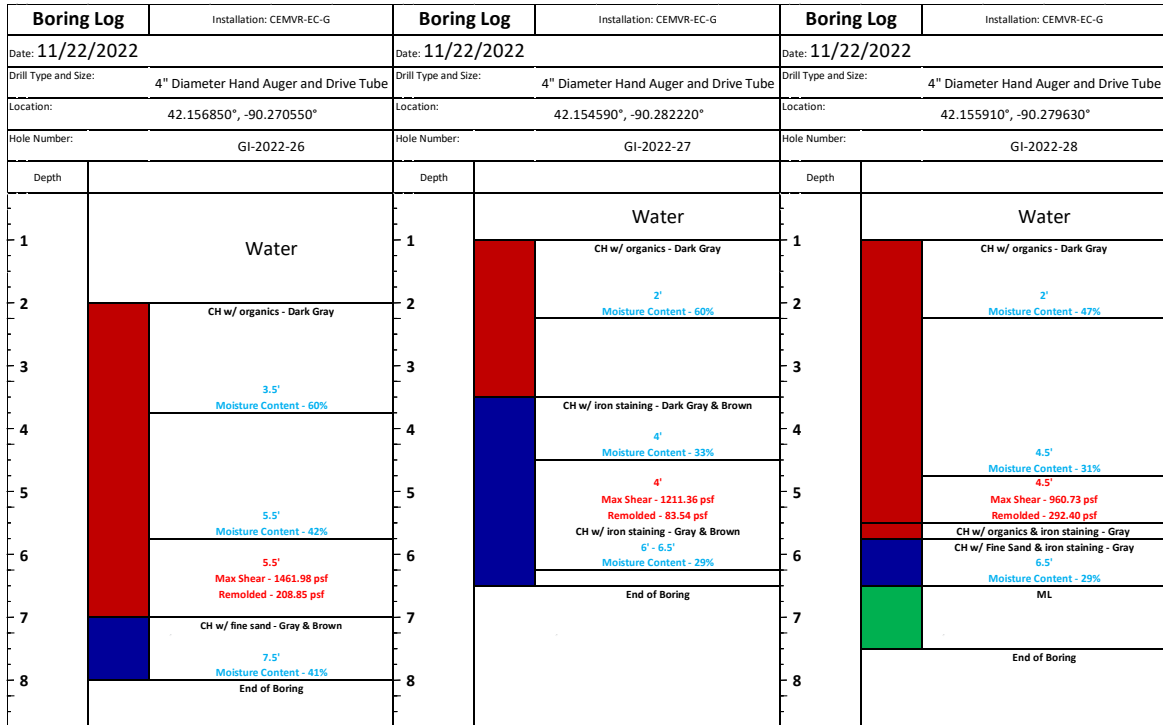 Boring Log
Installation: CEMVR-EC-G
Date: 11/22/2022
Drill Type and Size:
4" Diameter Hand Auger and Drive Tube
Location:
42.156850°, -90.270550°
Hole Number:
GI-2022-26
Depth
1
2
3
4
5
6
7
8
Water
CH w/ organics - Dark Gray
3.5'
Moisture Content - 60%
5.5'
Moisture Content - 42%
5.5'
Max Shear - 1461.98 psf
Remolded - 208.85 psf
CH w/ fine sand - Gray & Brown
7.5'
Moisture Content - 41%
End of Boring
Boring Log
Installation: CEMVR-EC-G
Date: 11/22/2022
Drill Type and Size:
4" Diameter Hand Auger and Drive Tube
Location:
42.154590°, -90.282220°
Hole Number:
GI-2022-27
Depth
1
2
3
4
5
6
7
8
Water
CH w/ organics - Dark Gray
2'
Moisture Content - 60%
CH w/ iron staining - Dark Gray & Brown
4'
Moisture Content - 33%
4'
Max Shear - 1211.36 psf
Remolded - 83.54 psf
CH w/ iron staining - Gray & Brown
6' - 6.5'
Moisture Content - 29%
End of Boring
Boring Log
Installation: CEMVR-EC-G
Date: 11/22/2022
Drill Type and Size:
4" Diameter Hand Auger and Drive Tube
Location:
42.155910°, -90.279630°
Hole Number:
GI-2022-28
Depth
1
2
3
4
5
6
7
8
Water
CH w/ organics - Dark Gray
2'
Moisture Content - 47%
4.5'
Moisture Content - 31%
4.5'
Max Shear - 960.73 psf
Remolded - 292.40 psf
CH w/ organics & iron staining - Gray
CH w/ Fine Sand & iron staining - Gray
6.5'
Moisture Content - 29%
ML
End of Boring